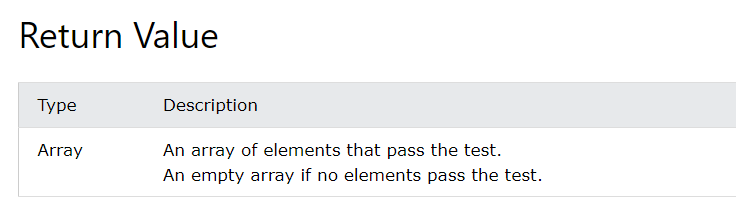 Return Value
Type Description
Array An array of elements that pass the test.
An empty array if no elements pass the test.